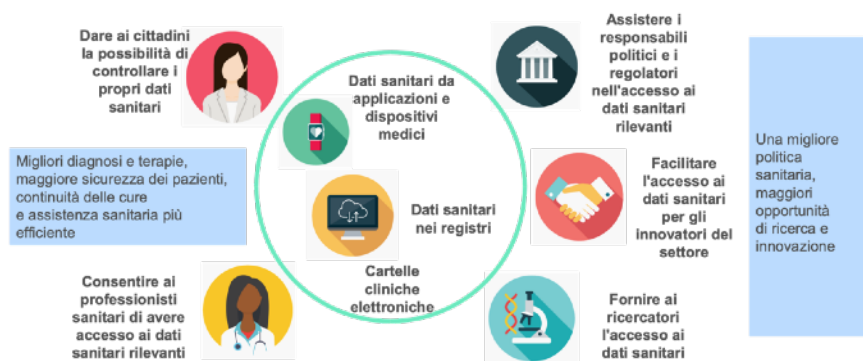 Dare ai cittadini
la possibilità di
controllare i
propri dati
sanitari
Migliori diagnosi e terapie,
maggiore sicurezza dei pazienti,
continuità delle cure
e assistenza sanitaria più
efficiente
Consentire ai
professionisti
sanitari di avere
accesso ai dati
sanitari rilevanti
Dati sanitari da
applicazioni e
dispositivi
medici
Dati sanitari
nei registri
Cartelle
cliniche
elettroniche
Assistere i
responsabili
politici e i
regolatori
nell'accesso ai
dati sanitari
rilevanti
Facilitare
l'accesso ai
dati sanitari
per gli
innovatori del
settore
Fornire ai
ricercatori
l'accesso ai
dati sanitari
Una migliore
politica
sanitaria,
maggiori
opportunità
di ricerca e
innovazione